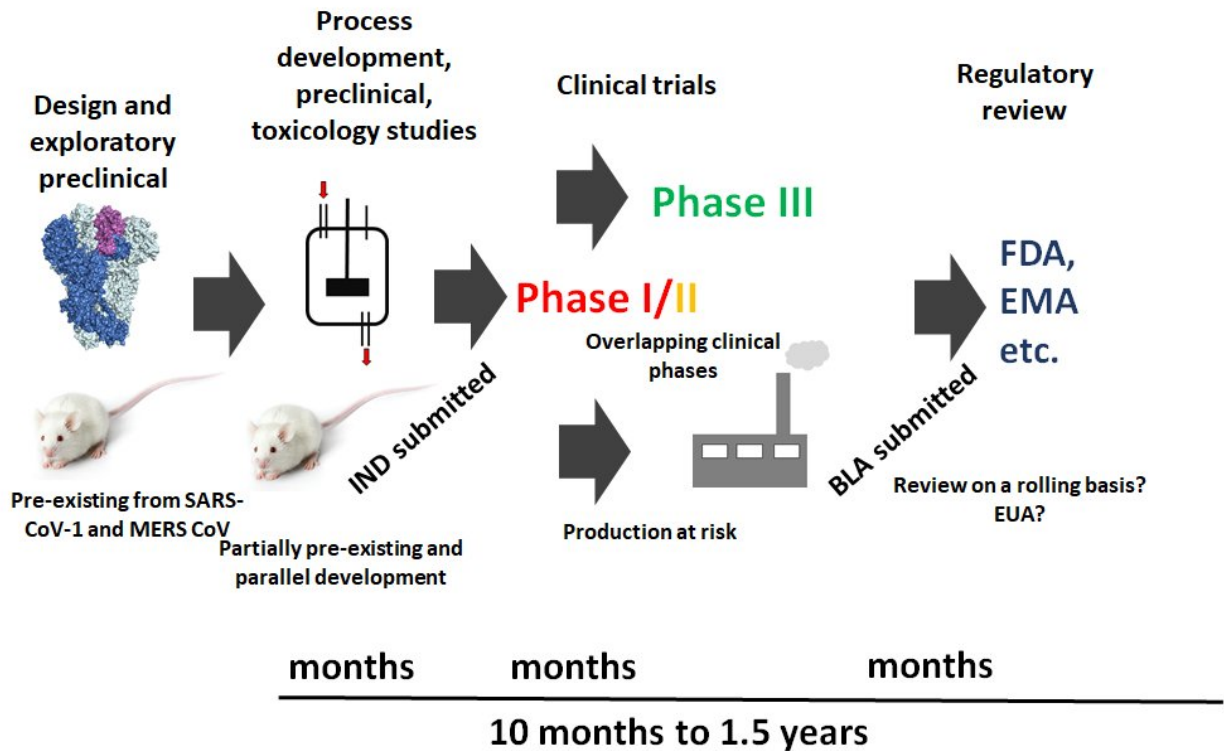 Design and
exploratory
preclinical
Pre-existing from SARS-
CoV-1 and MERS CoV
Process
development,
preclinical,
toxicology studies
Partially pre-existing and
parallel development
IND submitted
Clinical trials
Phase III
Phase I/II
Overlapping clinical
phases
Production at risk
BLA submitted
Regulatory
review
FDA,
EMA
etc.
Review on a rolling basis?
EUA?
months
months
months
10 months to 1.5 years